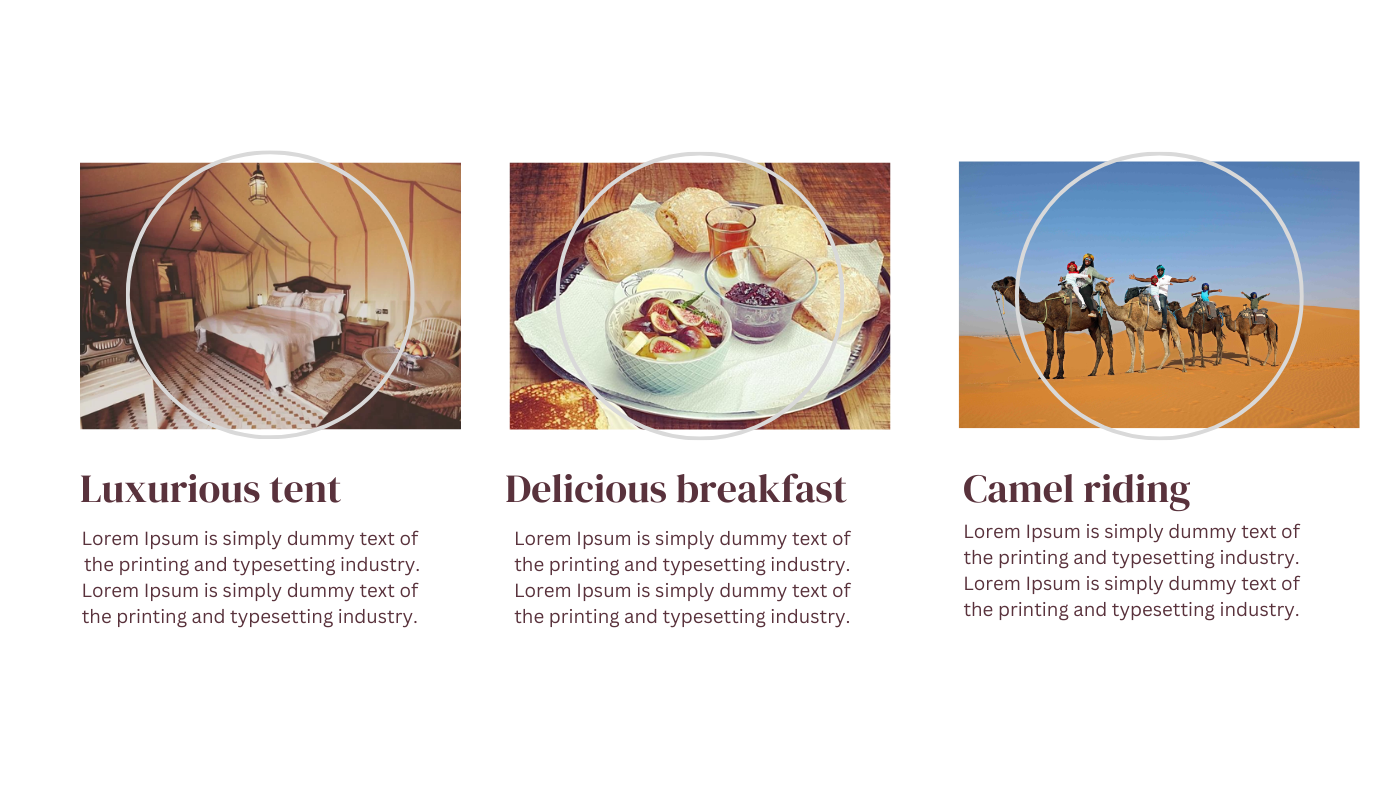 Luxurious tent
Lorem Ipsum is simply dummy text of
the printing and typesetting industry.
Lorem Ipsum is simply dummy text of
the printing and typesetting industry.
Delicious breakfast
Lorem Ipsum is simply dummy text of
the printing and typesetting industry.
Lorem Ipsum is simply dummy text of
the printing and typesetting industry.
Camel riding
Lorem Ipsum is simply dummy text of
the printing and typesetting industry.
Lorem Ipsum is simply dummy text of
the printing and typesetting industry.